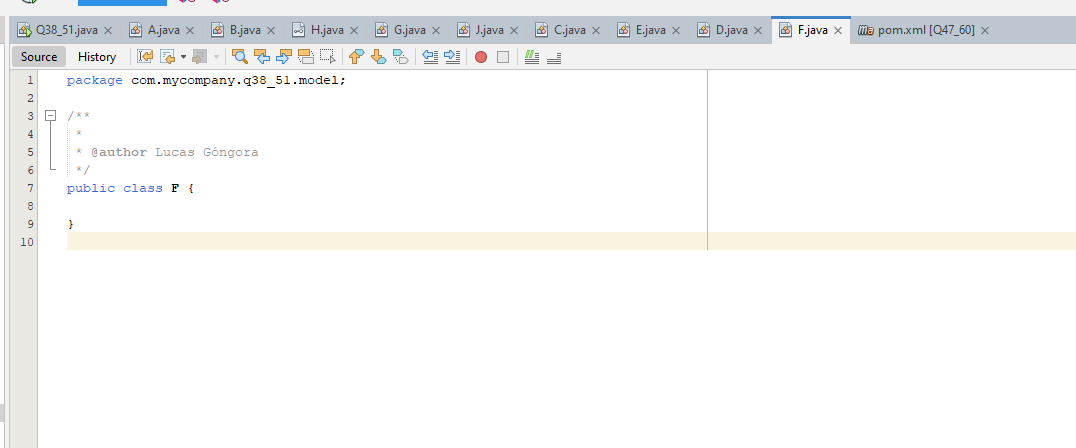 Q38_51.java A.java B.java H.java G.java J.java C.java E.java D.java F.java pom.xml [Q47_60]
Source History
1 package com.mycompany.q38_51.model;
2
3 /**
4 *
5 * @author Lucas Góngora
6 */
7 public class F {
8
9 }
10